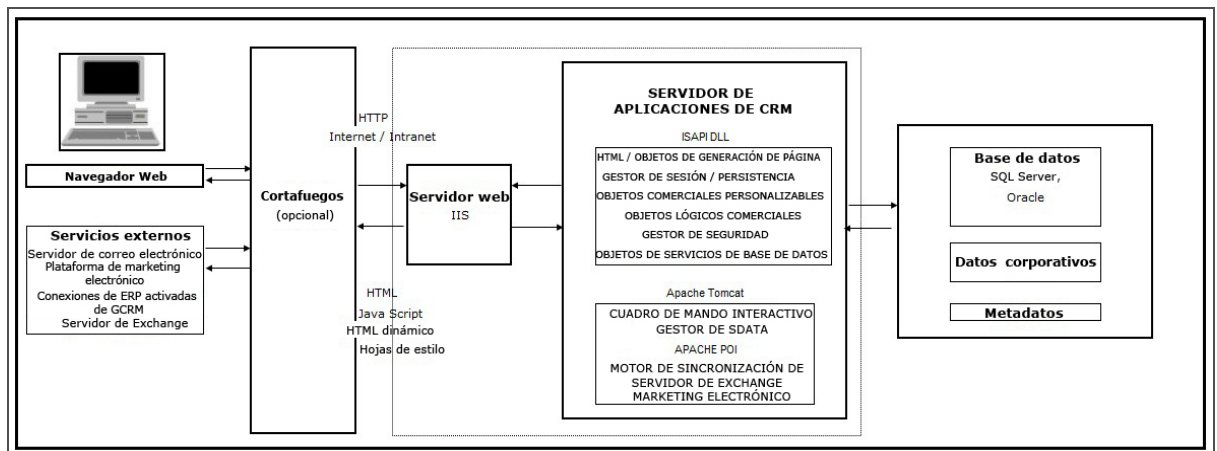 Navegador Web
Servicios externos
Servidor de correo electrónico
Plataforma de marketing
electrónico
Conexiones de ERP activadas
de GCRM
Servidor de Exchange
Cortafuegos
(opcional)
HTTP
Internet / Intranet
HTML
Java Script
HTML dinámico
Hojas de estilo
Servidor web
IIS
SERVIDOR DE
APLICACIONES DE CRM
ISAPI DLL
HTML / OBJETOS DE GENERACIÓN DE PÁGINA
GESTOR DE SESIÓN / PERSISTENCIA
OBJETOS COMERCIALES PERSONALIZABLES
OBJETOS LÓGICOS COMERCIALES
GESTOR DE SEGURIDAD
OBJETOS DE SERVICIOS DE BASE DE DATOS
Apache Tomcat
CUADRO DE MANDO INTERACTIVO
GESTOR DE SDATA
APACHE POI
MOTOR DE SINCRONIZACIÓN DE
SERVIDOR DE EXCHANGE
MARKETING ELECTRÓNICO
Base de datos
SQL Server,
Oracle
Datos corporativos
Metadatos